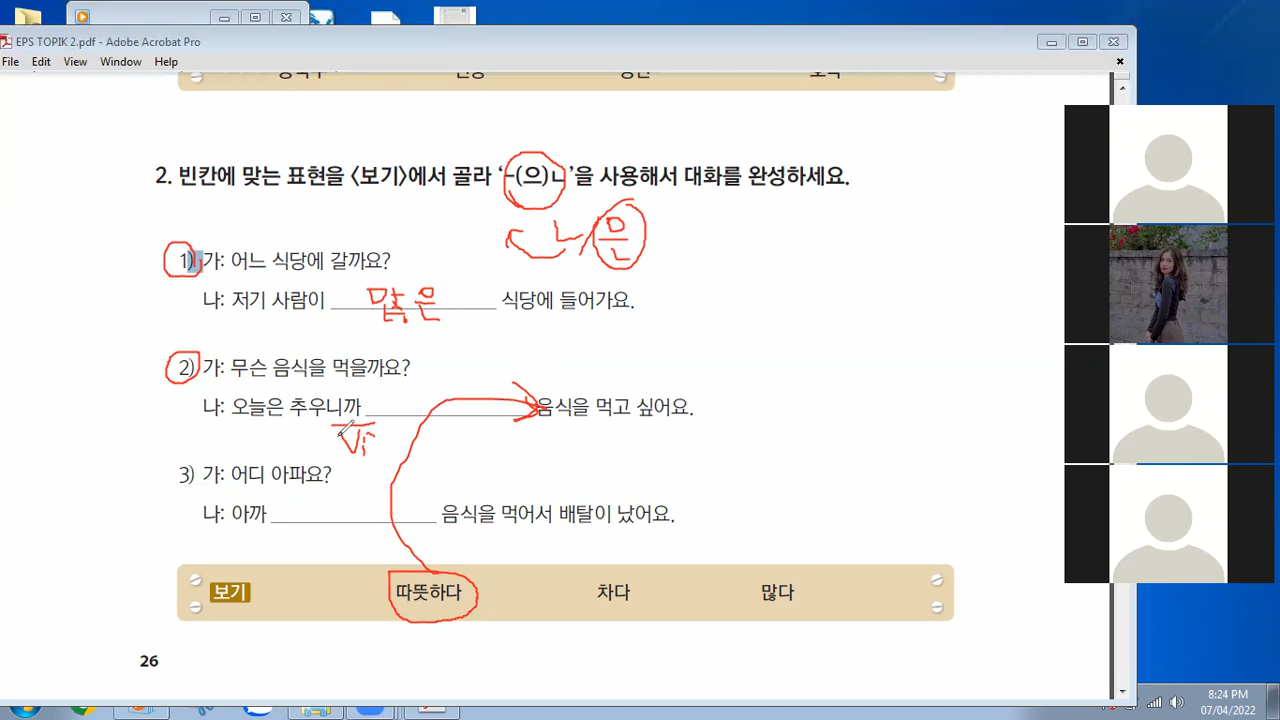 EPS TOPIK 2.pdf - Adobe Acrobat Pro
File Edit View Window Help
2. 빈칸에 맞는 표현을 〈보기〉에서 골라 ‘-(으)ㄴ’을 사용해서 대화를 완성하세요.
ㄴ/은
1) 가: 어느 식당에 갈까요?
나: 저기 사람이 많은 식당에 들어가요.
2) 가: 무슨 음식을 먹을까요?
나: 오늘은 추우니까 음식을 먹고 싶어요.
Vì
3) 가: 어디 아파요?
나: 아까 음식을 먹어서 배탈이 났어요.
보기 따뜻하다 차다 많다
26
8:24 PM
07/04/2022